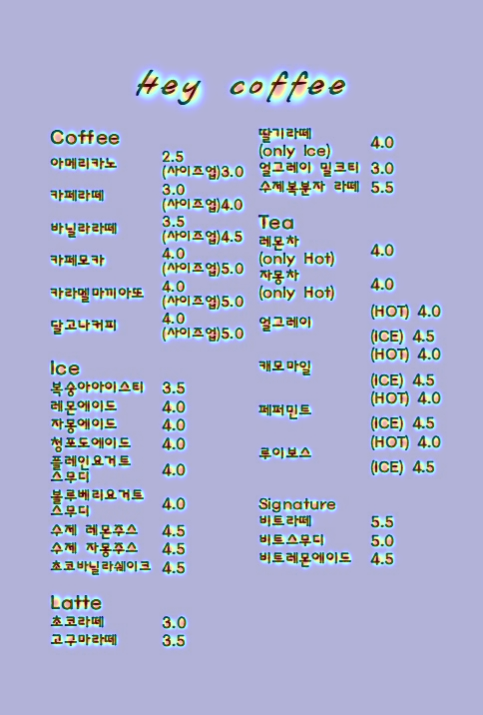 Hey coffee
Coffee
아메리카노 2.5
(사이즈업)3.0
카페라떼 3.0
(사이즈업)4.0
바닐라라떼 3.5
(사이즈업)4.5
카페모카 4.0
(사이즈업)5.0
카라멜마끼아또 4.0
(사이즈업)5.0
달고나커피 4.0
(사이즈업)5.0
Ice
복숭아아이스티 3.5
레몬에이드 4.0
자몽에이드 4.0
청포도에이드 4.0
플레인요거트
스무디 4.0
블루베리요거트
스무디 4.0
수제 레몬주스 4.5
수제 자몽주스 4.5
초코바닐라쉐이크 4.5
Latte
초코라떼 3.0
고구마라떼 3.5
딸기라떼
(only ice) 4.0
얼그레이 밀크티 3.0
수제복분자 라떼 5.5
Tea
레몬차
(only Hot) 4.0
자몽차
(only Hot) 4.0
얼그레이 (HOT) 4.0
(ICE) 4.5
캐모마일 (HOT) 4.0
(ICE) 4.5
페퍼민트 (HOT) 4.0
(ICE) 4.5
루이보스 (HOT) 4.0
(ICE) 4.5
Signature
비트라떼 5.5
비트스무디 5.0
비트레몬에이드 4.5